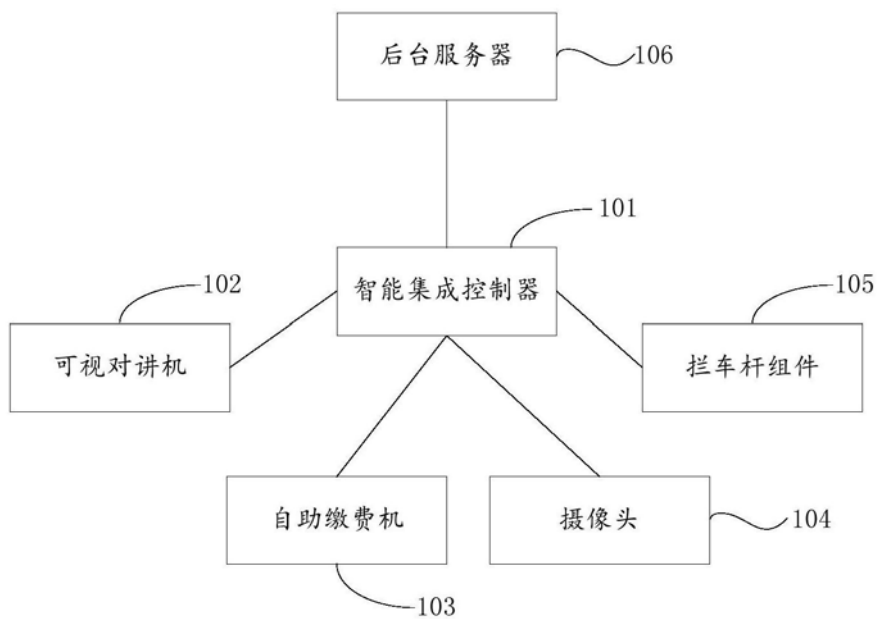 后台服务器
106
101
智能集成控制器
102
105
可视对讲机
拦车杆组件
自助缴费机
摄像头
104
103